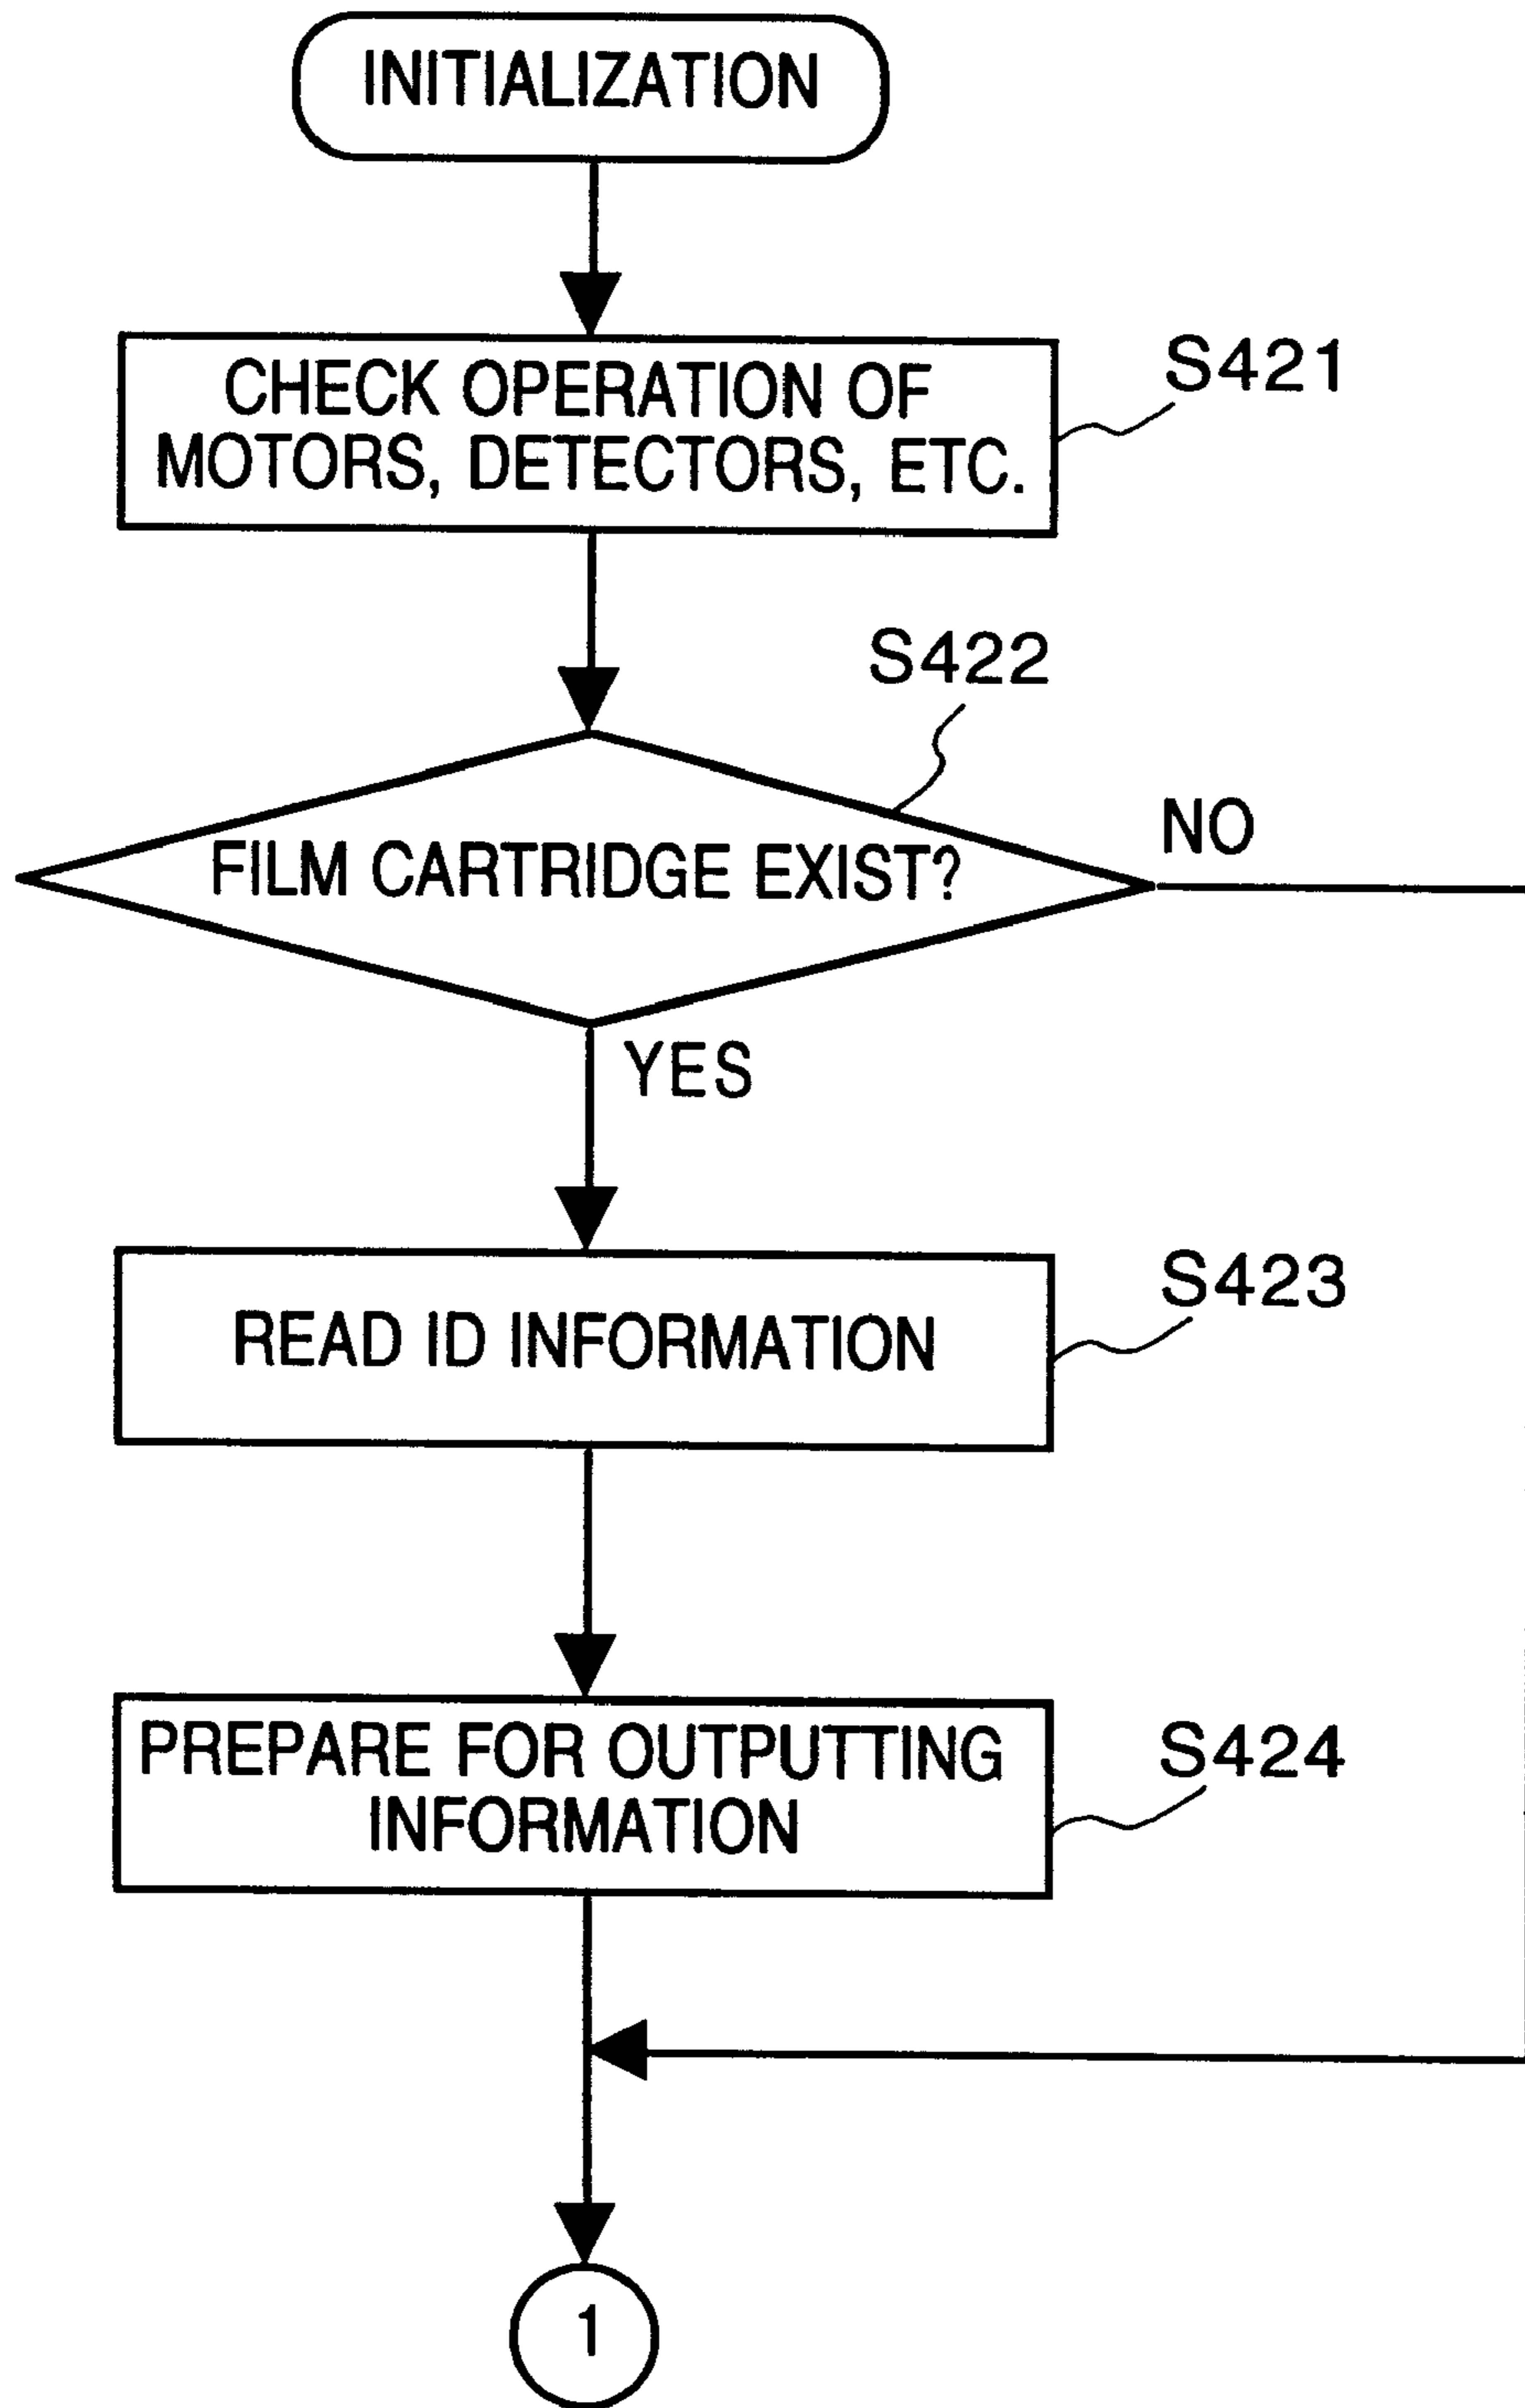 INITIALIZATION
CHECK OPERATION OF
MOTORS, DETECTORS, ETC.
S421
S422
FILM CARTRIDGE EXIST?
NO
YES
READ ID INFORMATION
S423
PREPARE FOR OUTPUTTING
INFORMATION
S424
1